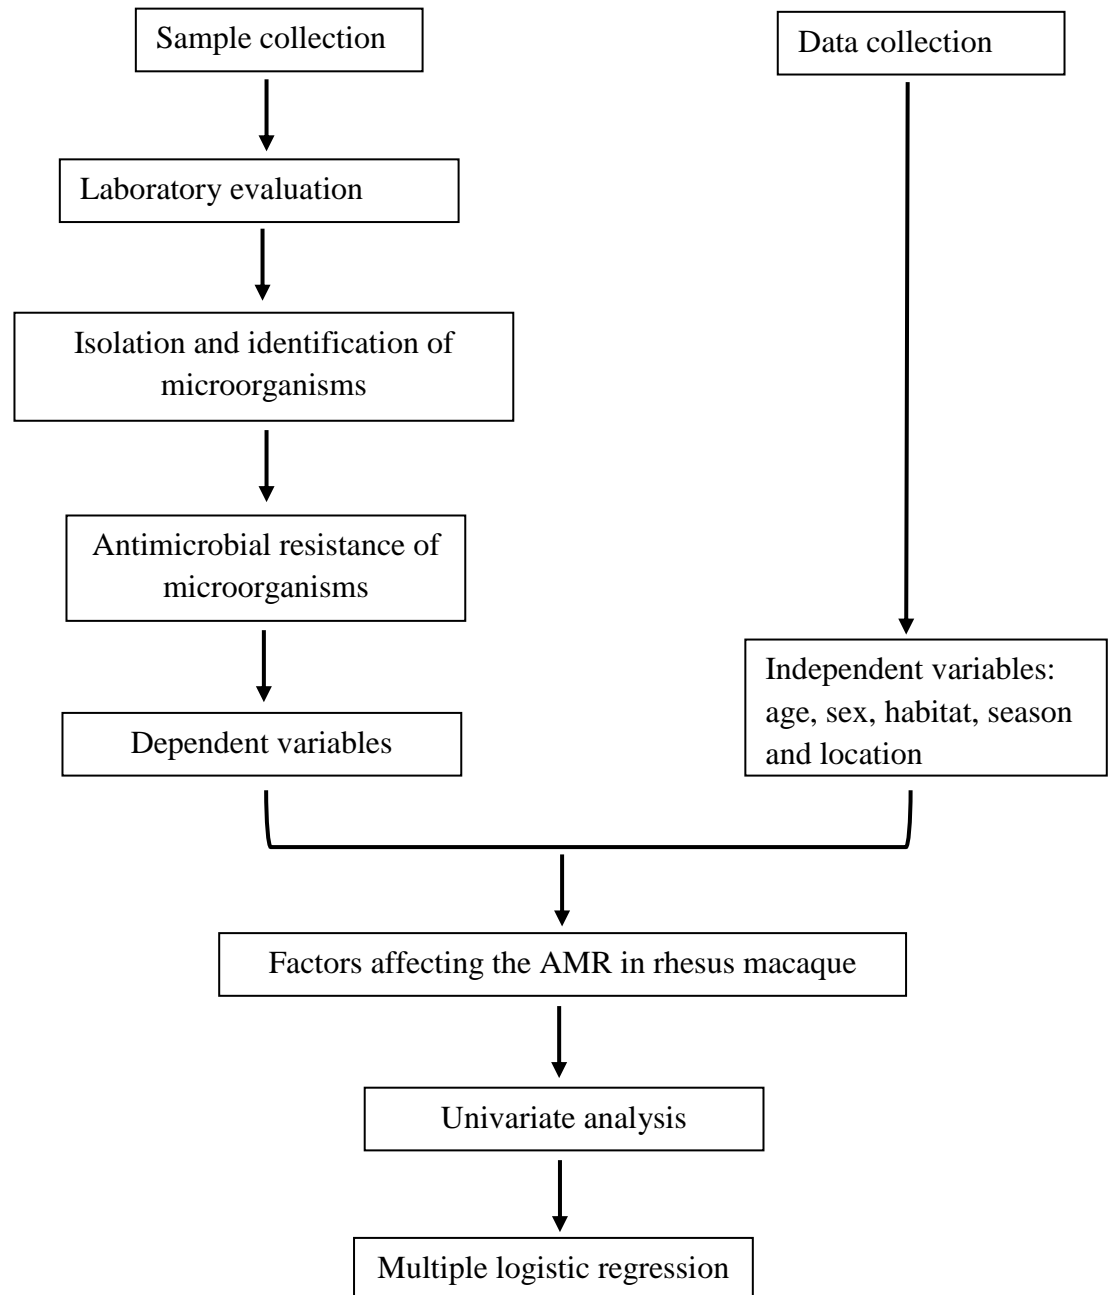 Sample collection
Data collection
Laboratory evaluation
Isolation and identification of
microorganisms
Antimicrobial resistance of
microorganisms
Dependent variables
Independent variables:
age, sex, habitat, season
and location
Factors affecting the AMR in rhesus macaque
Univariate analysis
Multiple logistic regression